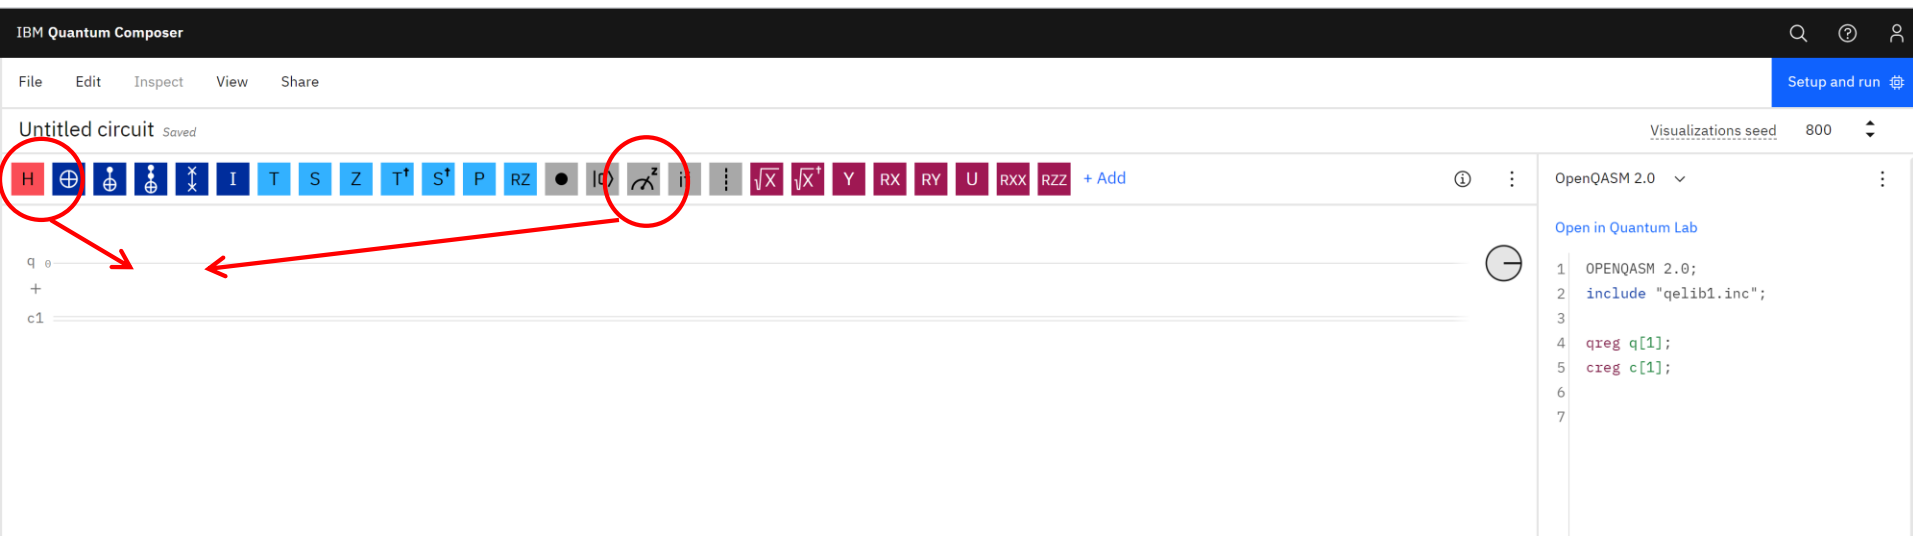 IBM Quantum Composer
File Edit Inspect View Share Setup and run
Untitled circuit Saved Visualizations seed 800
H I T S Z T† S† P RZ |0⟩ z if √X √X† Y RX RY U RXX RZZ + Add OpenQASM 2.0
Open in Quantum Lab
q 0
+
c1
1 OPENQASM 2.0;
2 include "qelib1.inc";
3
4 qreg q[1];
5 creg c[1];
6
7